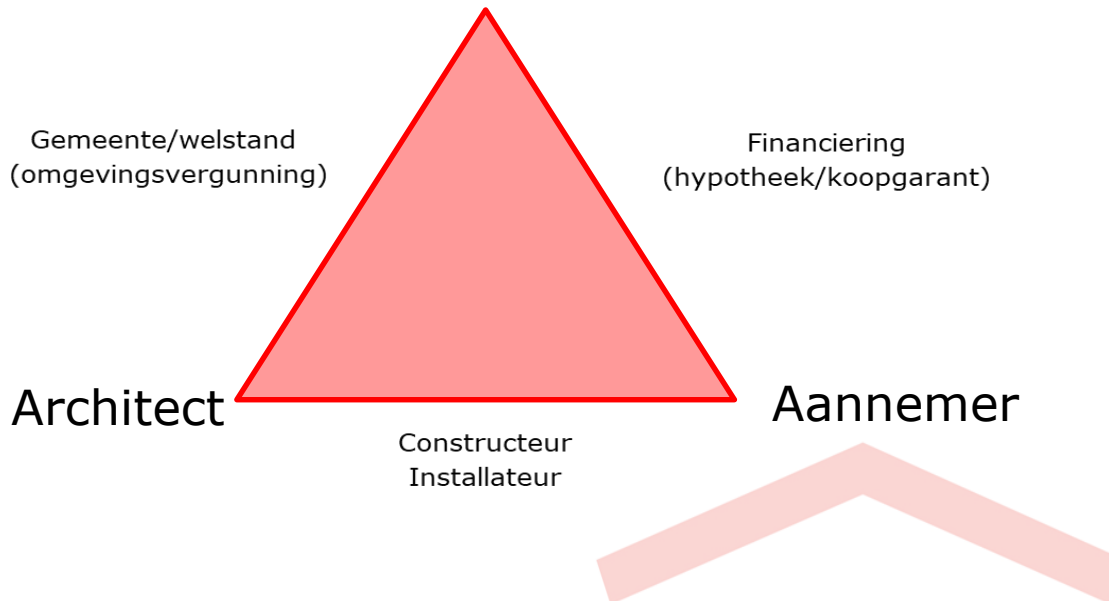 Gemeente/welstand
(omgevingsvergunning)
Financiering
(hypotheek/koopgarant)
Architect
Aannemer
Constructeur
Installateur